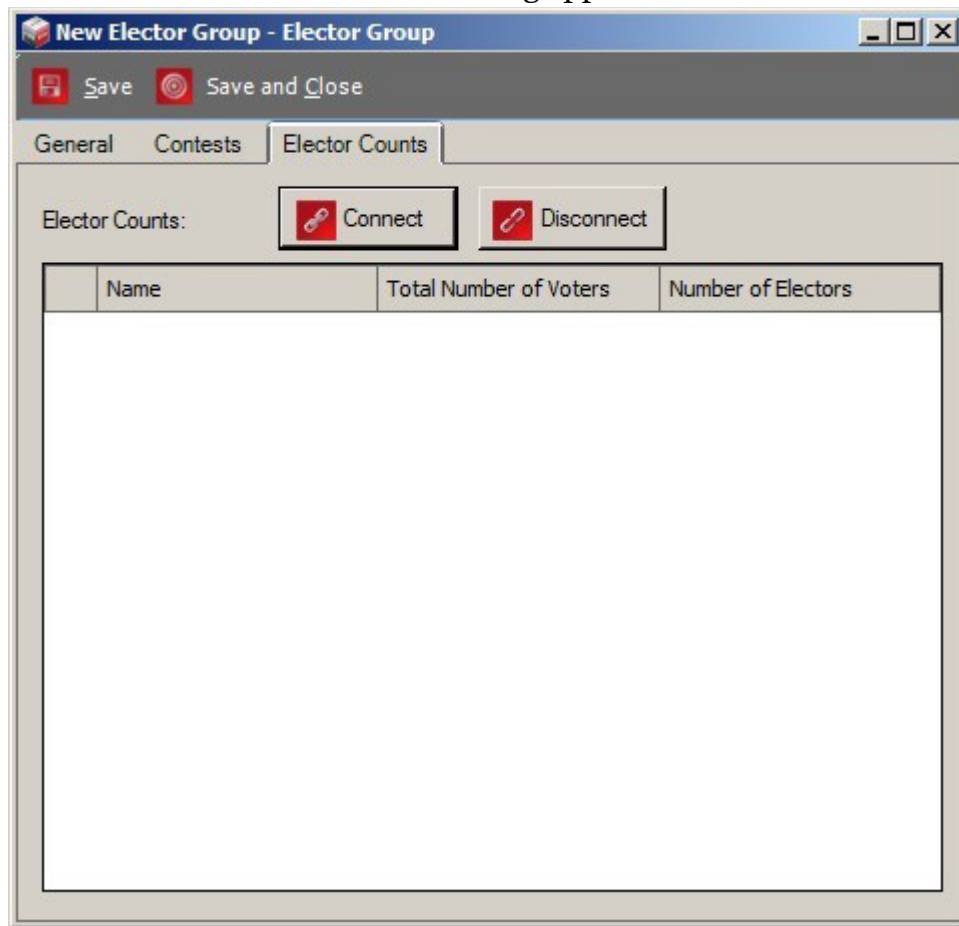 New Elector Group - Elector Group
Save Save and Close
General Contests Elector Counts
Elector Counts: Connect Disconnect
Name Total Number of Voters Number of Electors